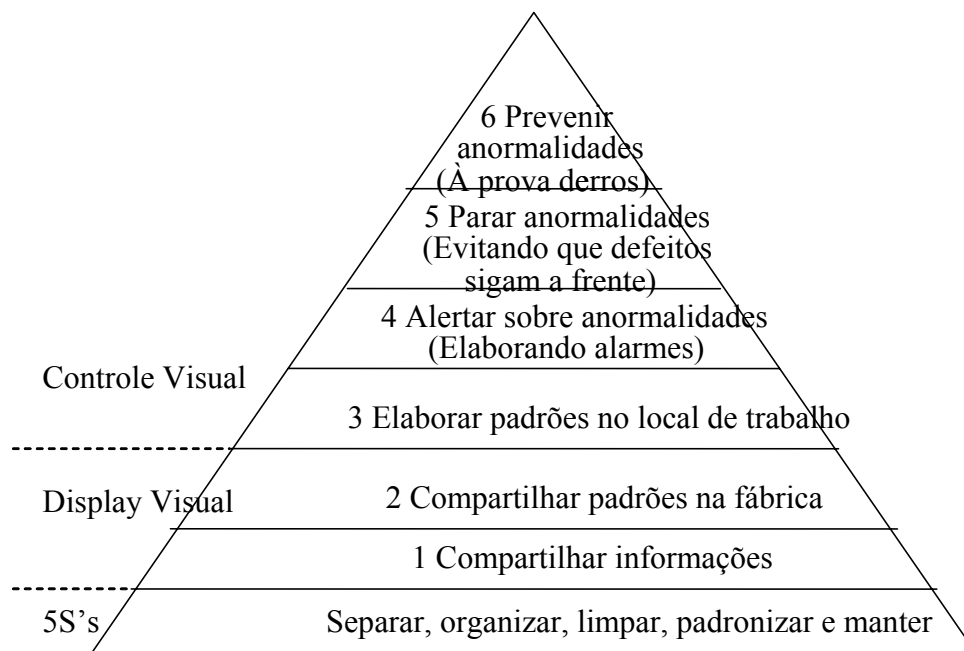 6 Prevenir
anormalidades
(À prova derros)
5 Parar anormalidades
(Evitando que defeitos
sigam a frente)
4 Alertar sobre anormalidades
(Elaborando alarmes)
Controle Visual
3 Elaborar padrões no local de trabalho
Display Visual
2 Compartilhar padrões na fábrica
1 Compartilhar informações
5S’s
Separar, organizar, limpar, padronizar e manter